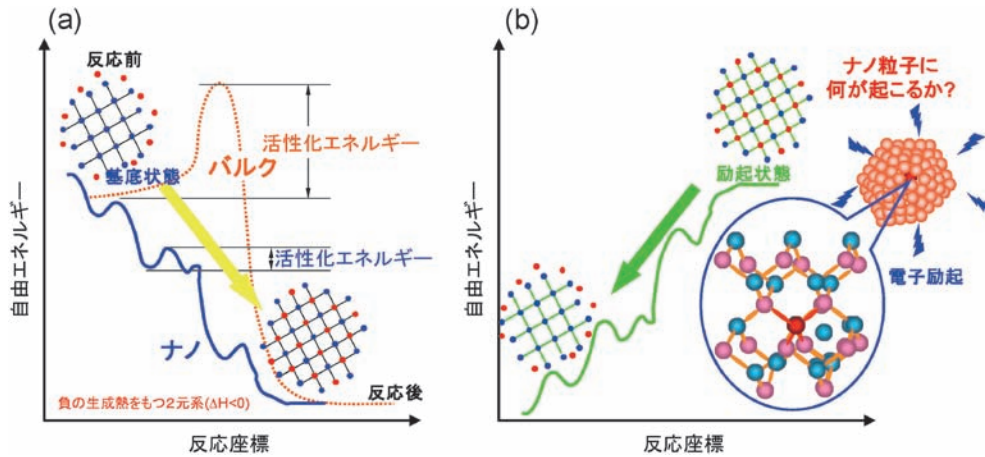 (a)
反応前
活性化エネルギー
バルク
基底状態
活性化エネルギー
ナノ
反応後
負の生成熱をもつ2元系(ΔH<0)
自由エネルギー
反応座標
(b)
ナノ粒子に
何が起こるか?
励起状態
電子励起
自由エネルギー
反応座標